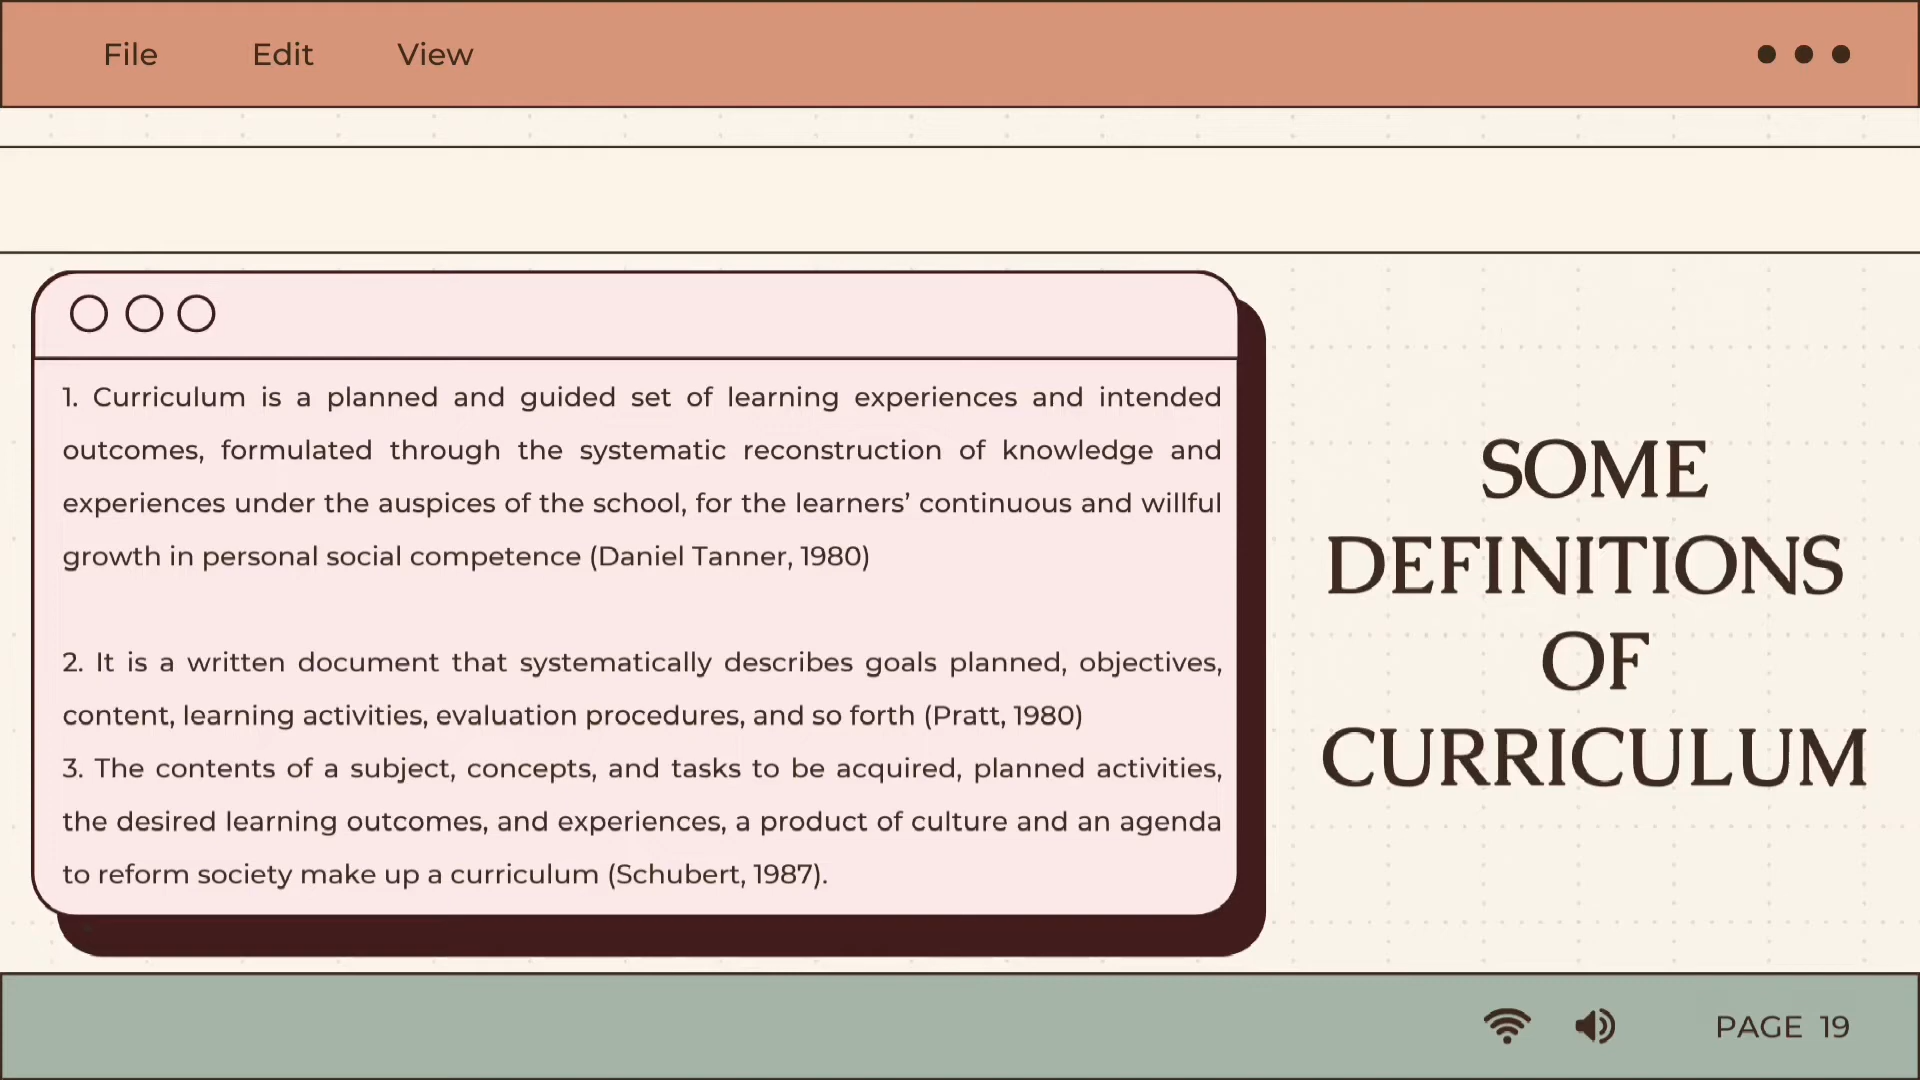 File Edit View
1. Curriculum is a planned and guided set of learning experiences and intended
outcomes, formulated through the systematic reconstruction of knowledge and
experiences under the auspices of the school, for the learners’ continuous and willful
growth in personal social competence (Daniel Tanner, 1980)
2. It is a written document that systematically describes goals planned, objectives,
content, learning activities, evaluation procedures, and so forth (Pratt, 1980)
3. The contents of a subject, concepts, and tasks to be acquired, planned activities,
the desired learning outcomes, and experiences, a product of culture and an agenda
to reform society make up a curriculum (Schubert, 1987).
SOME
DEFINITIONS
OF
CURRICULUM
PAGE 19